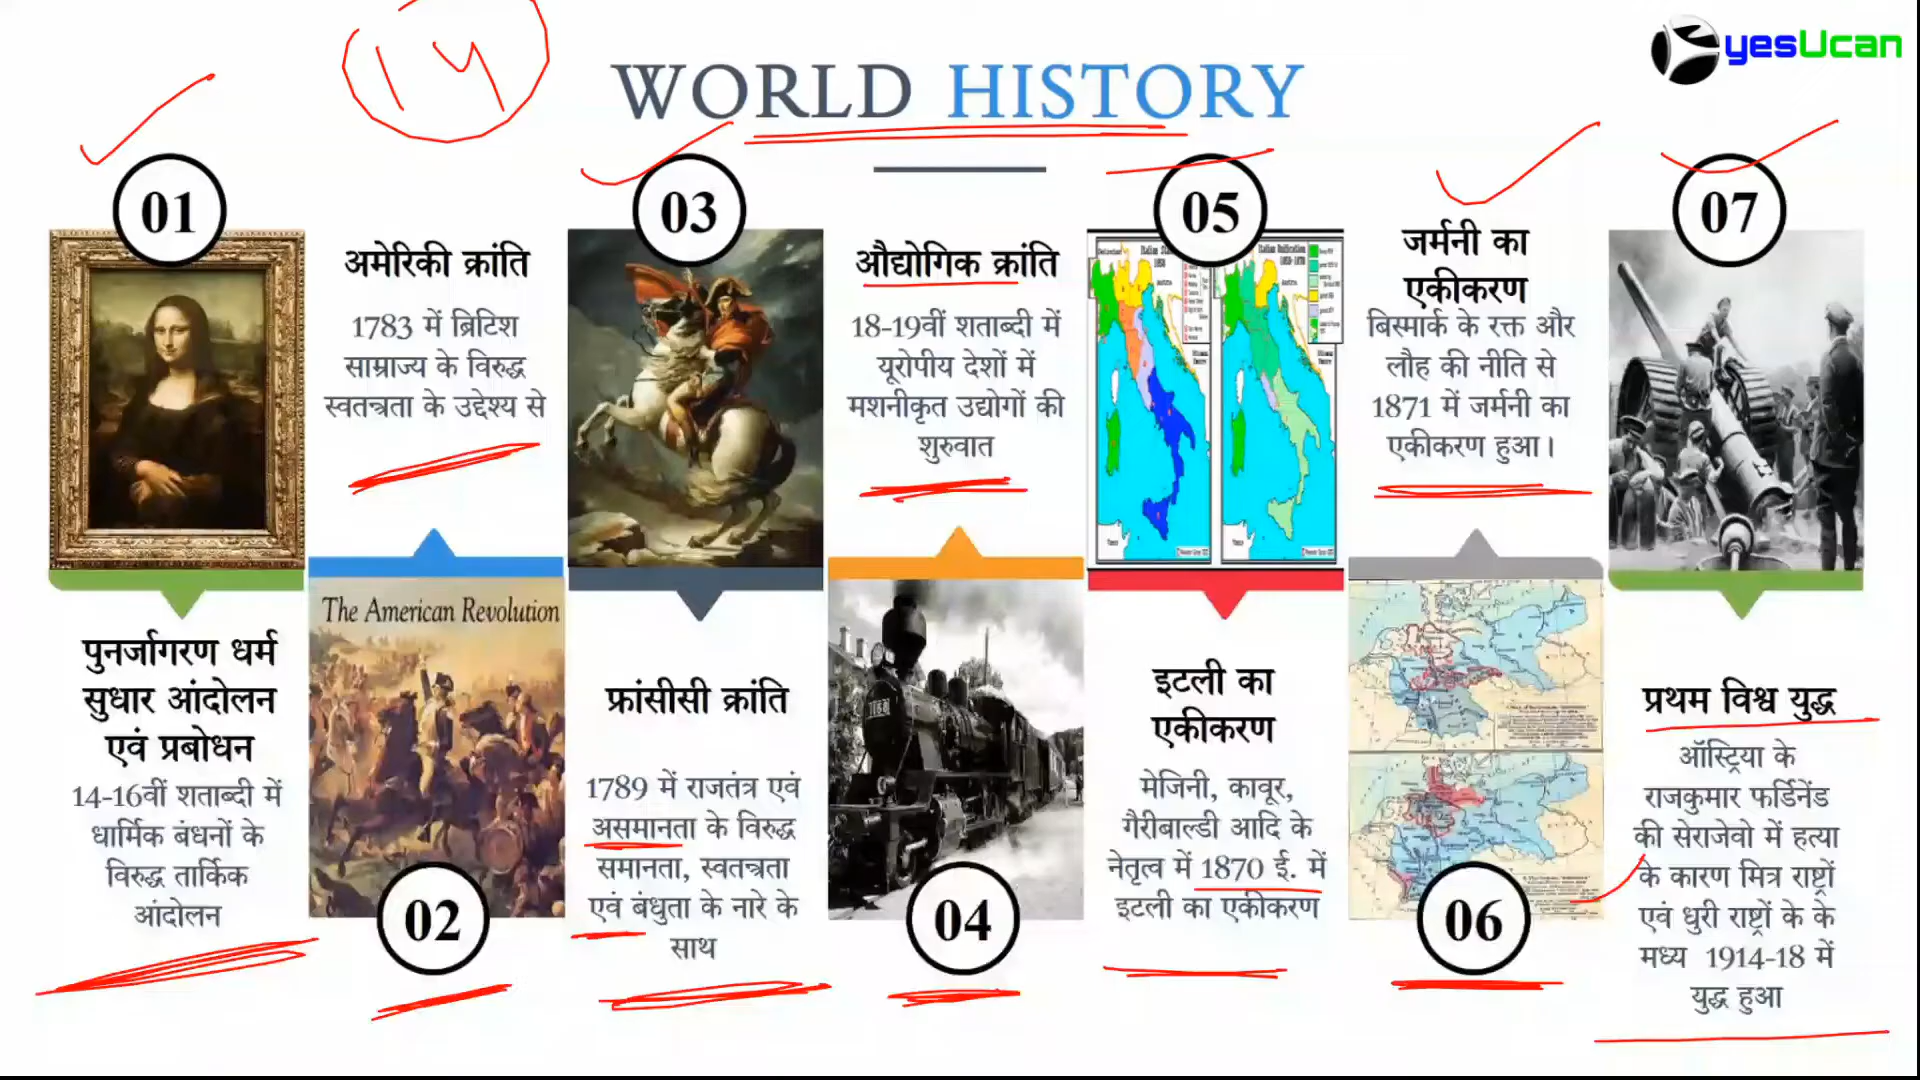 14
yesUcan
WORLD HISTORY
01
पुनर्जागरण धर्म
सुधार आंदोलन
एवं प्रबोधन
14-16वीं शताब्दी में
धार्मिक बंधनों के
विरुद्ध तार्किक
आंदोलन
अमेरिकी क्रांति
1783 में ब्रिटिश
साम्राज्य के विरुद्ध
स्वतन्त्रता के उद्देश्य से
The American Revolution
02
03
फ्रांसीसी क्रांति
1789 में राजतंत्र एवं
असमानता के विरुद्ध
समानता, स्वतन्त्रता
एवं बंधुता के नारे के
साथ
औद्योगिक क्रांति
18-19वीं शताब्दी में
यूरोपीय देशों में
मशनीकृत उद्योगों की
शुरुवात
04
05
इटली का
एकीकरण
मेजिनी, कावूर,
गैरीबाल्डी आदि के
नेतृत्व में 1870 ई. में
इटली का एकीकरण
जर्मनी का
एकीकरण
बिस्मार्क के रक्त और
लौह की नीति से
1871 में जर्मनी का
एकीकरण हुआ।
06
07
प्रथम विश्व युद्ध
ऑस्ट्रिया के
राजकुमार फर्डिनेंड
की सेराजेवो में हत्या
के कारण मित्र राष्ट्रों
एवं धुरी राष्ट्रों के के
मध्य 1914-18 में
युद्ध हुआ